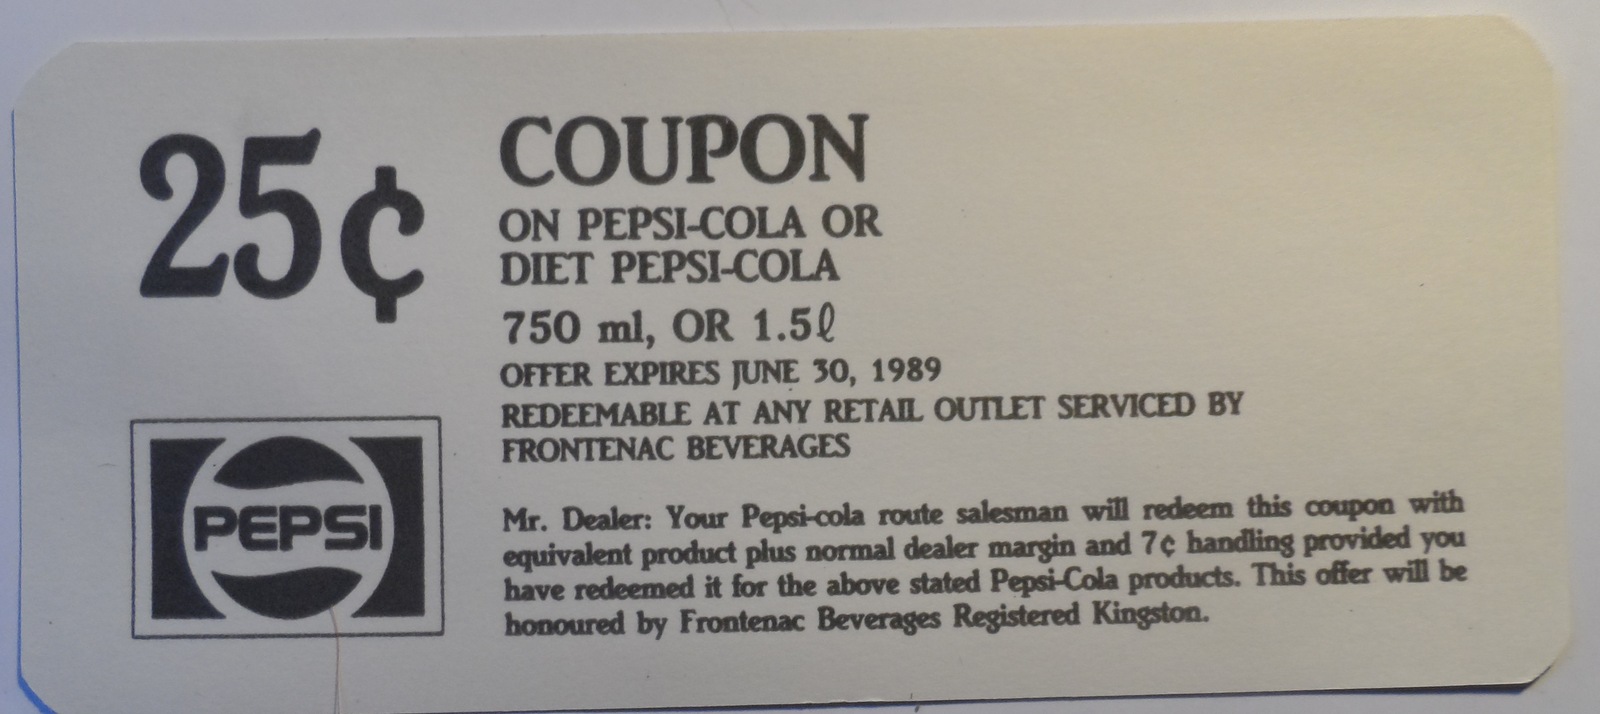 25¢
COUPON
ON PEPSI-COLA OR
DIET PEPSI-COLA
750 ml, OR 1.5ℓ
OFFER EXPIRES JUNE 30, 1989
REDEEMABLE AT ANY RETAIL OUTLET SERVICED BY
FRONTENAC BEVERAGES
PEPSI
Mr. Dealer: Your Pepsi-cola route salesman will redeem this coupon with
equivalent product plus normal dealer margin and 7¢ handling provided you
have redeemed it for the above stated Pepsi-Cola products. This offer will be
honoured by Frontenac Beverages Registered Kingston.